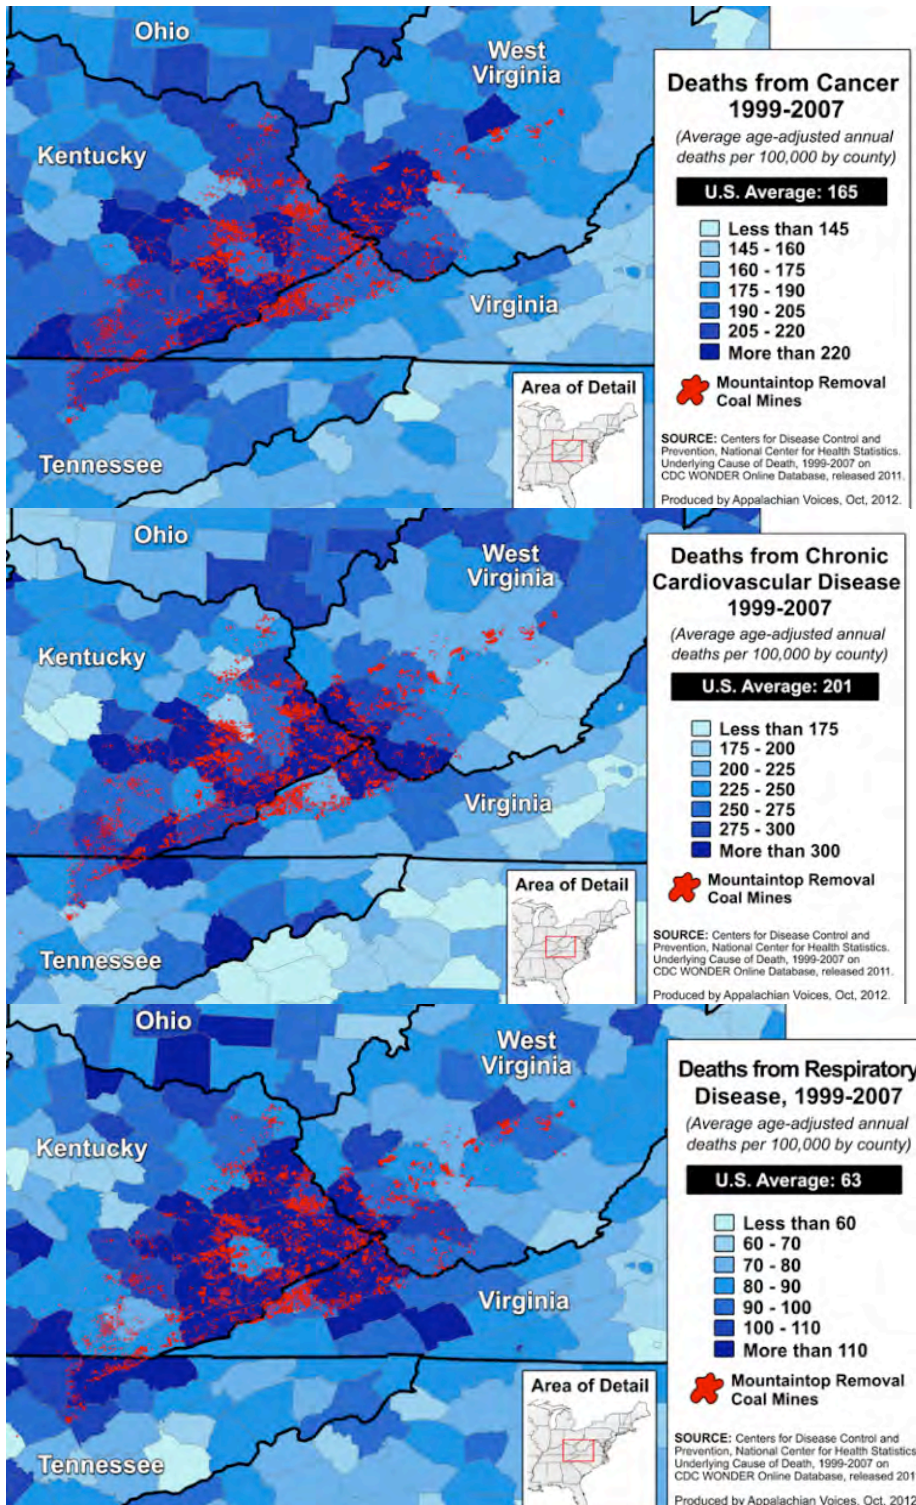 Ohio
West
Virginia
Kentucky
Virginia
Tennessee
Deaths from Cancer
1999-2007
(Average age-adjusted annual
deaths per 100,000 by county)
U.S. Average: 165
Less than 145
145 - 160
160 - 175
175 - 190
190 - 205
205 - 220
More than 220
Mountaintop Removal
Coal Mines
Area of Detail
SOURCE: Centers for Disease Control and
Prevention, National Center for Health Statistics.
Underlying Cause of Death, 1999-2007 on
CDC WONDER Online Database, released 2011.
Produced by Appalachian Voices, Oct, 2012.
Ohio
West
Virginia
Kentucky
Virginia
Tennessee
Deaths from Chronic
Cardiovascular Disease
1999-2007
(Average age-adjusted annual
deaths per 100,000 by county)
U.S. Average: 201
Less than 175
175 - 200
200 - 225
225 - 250
250 - 275
275 - 300
More than 300
Mountaintop Removal
Coal Mines
Area of Detail
SOURCE: Centers for Disease Control and
Prevention, National Center for Health Statistics.
Underlying Cause of Death, 1999-2007 on
CDC WONDER Online Database, released 2011.
Produced by Appalachian Voices, Oct, 2012.
Ohio
West
Virginia
Kentucky
Virginia
Tennessee
Deaths from Respiratory
Disease, 1999-2007
(Average age-adjusted annual
deaths per 100,000 by county)
U.S. Average: 63
Less than 60
60 - 70
70 - 80
80 - 90
90 - 100
100 - 110
More than 110
Mountaintop Removal
Coal Mines
Area of Detail
SOURCE: Centers for Disease Control and
Prevention, National Center for Health Statistics
Underlying Cause of Death, 1999-2007 on
CDC WONDER Online Database, released 201
Produced by Appalachian Voices, Oct, 2012